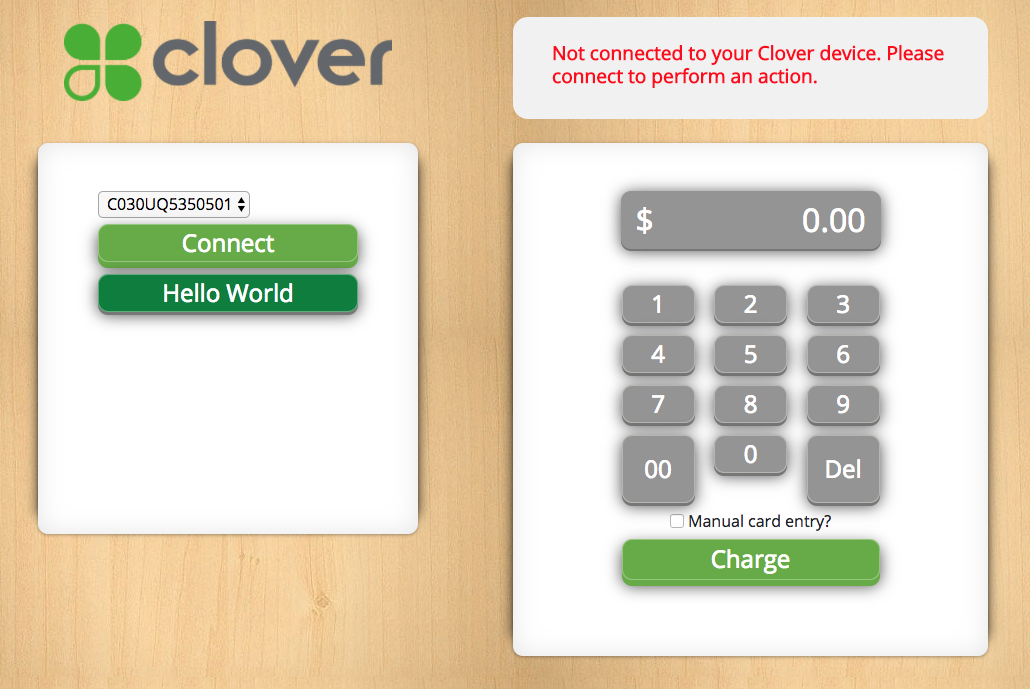 clover
Not connected to your Clover device. Please
connect to perform an action.
C030UQ5350501
Connect
Hello World
$ 0.00
1 2 3
4 5 6
7 8 9
00 0 Del
Manual card entry?
Charge